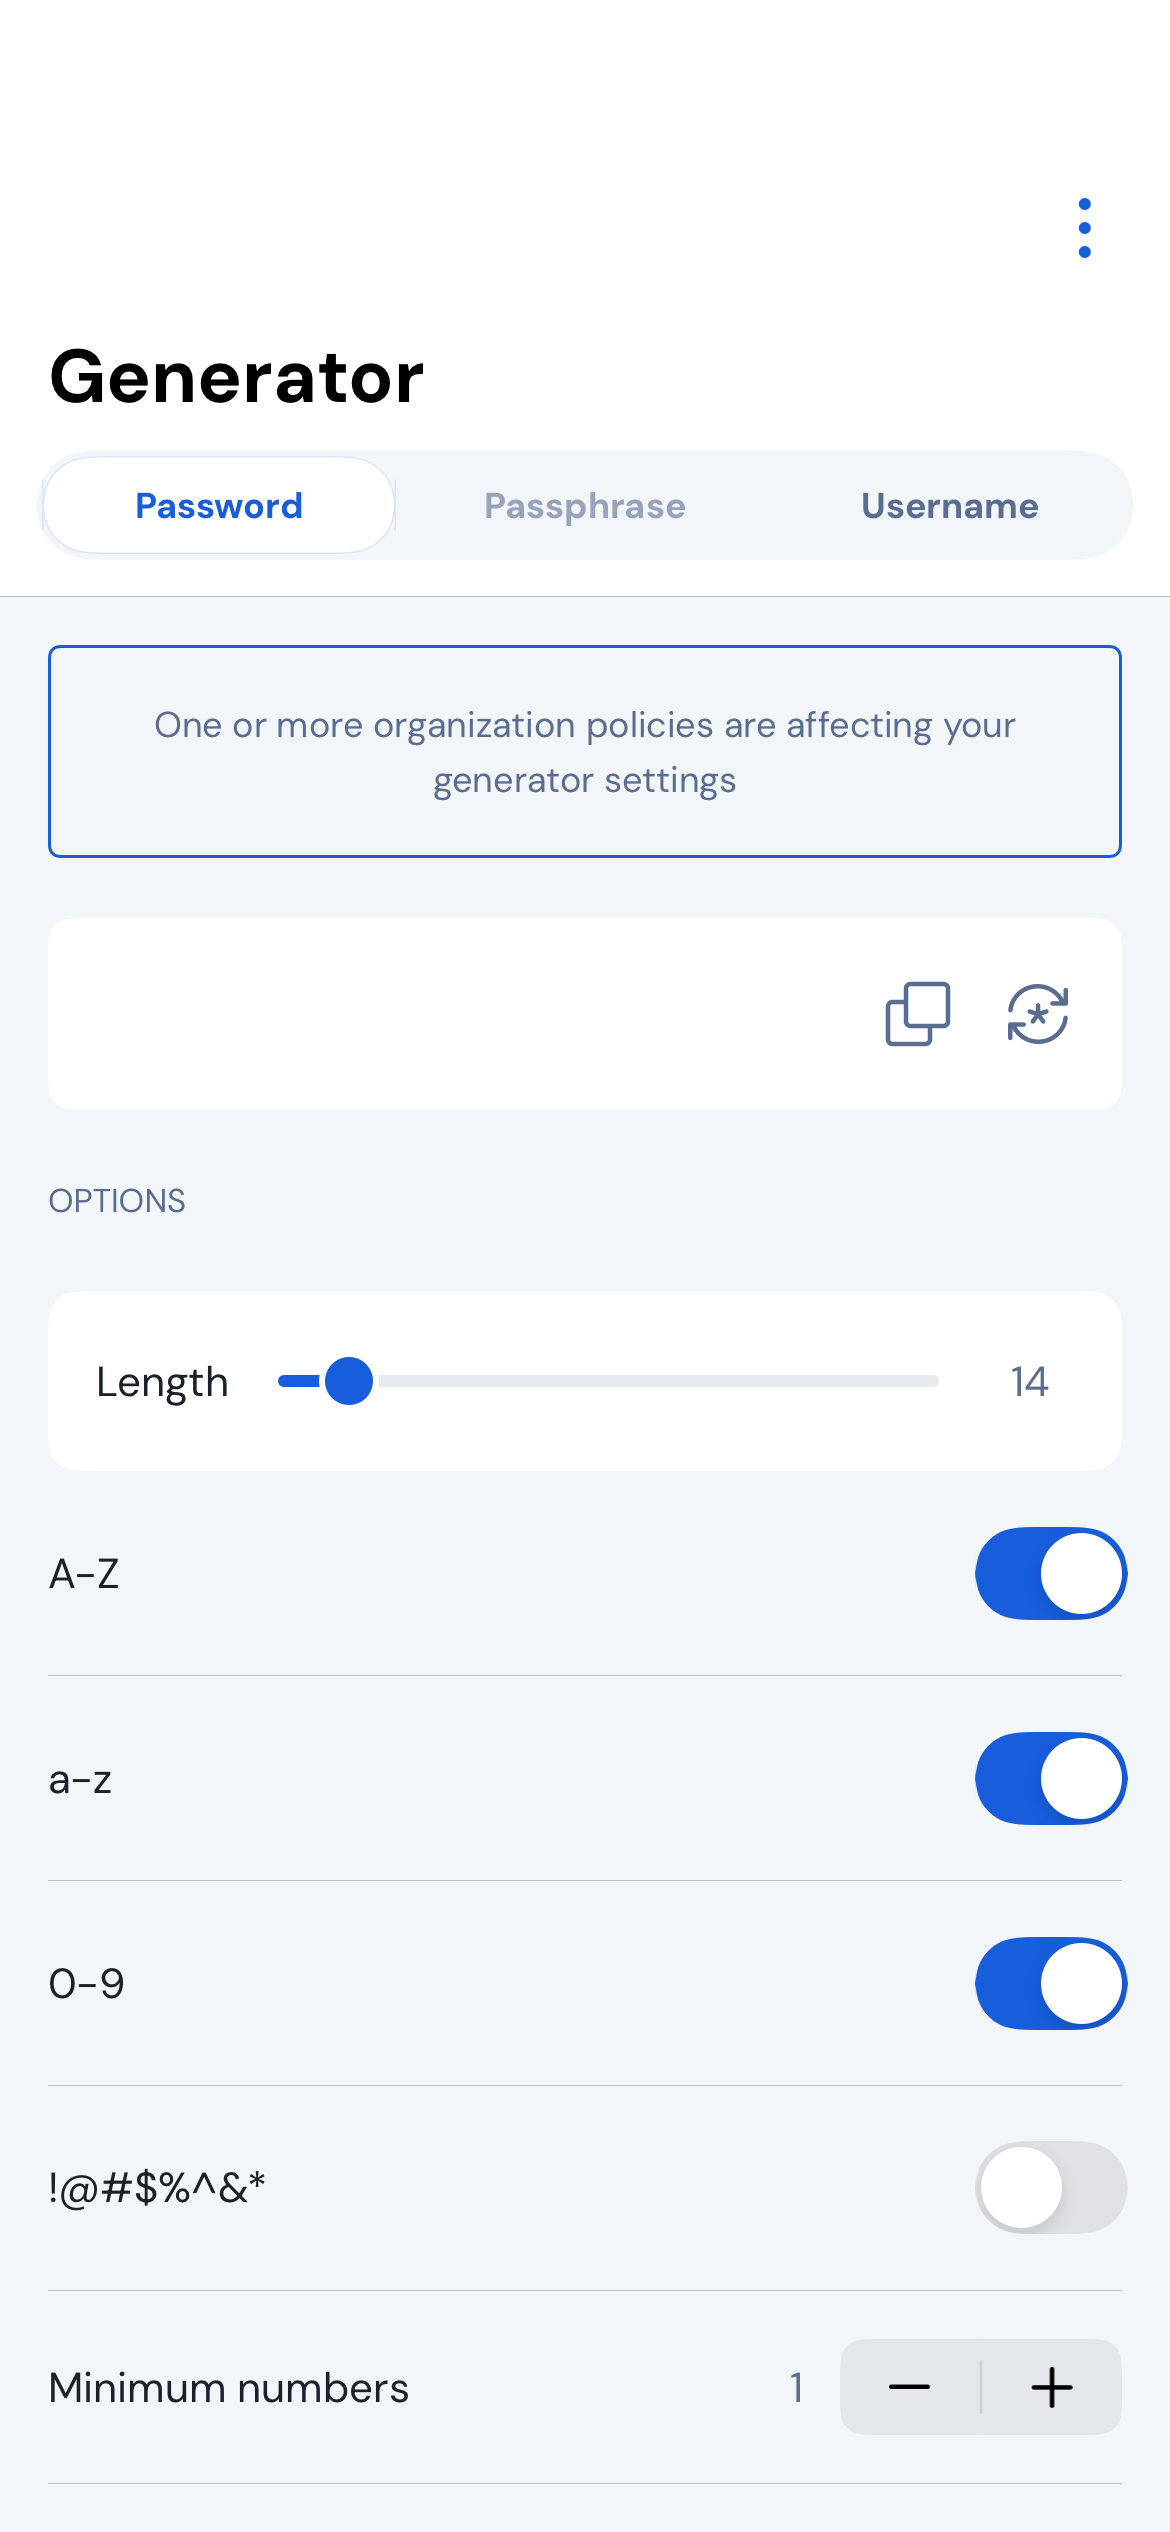 Generator
Password
Passphrase
Username
One or more organization policies are affecting your
generator settings
OPTIONS
Length
14
A-Z
a-z
0-9
!@#$%^&*
Minimum numbers
1